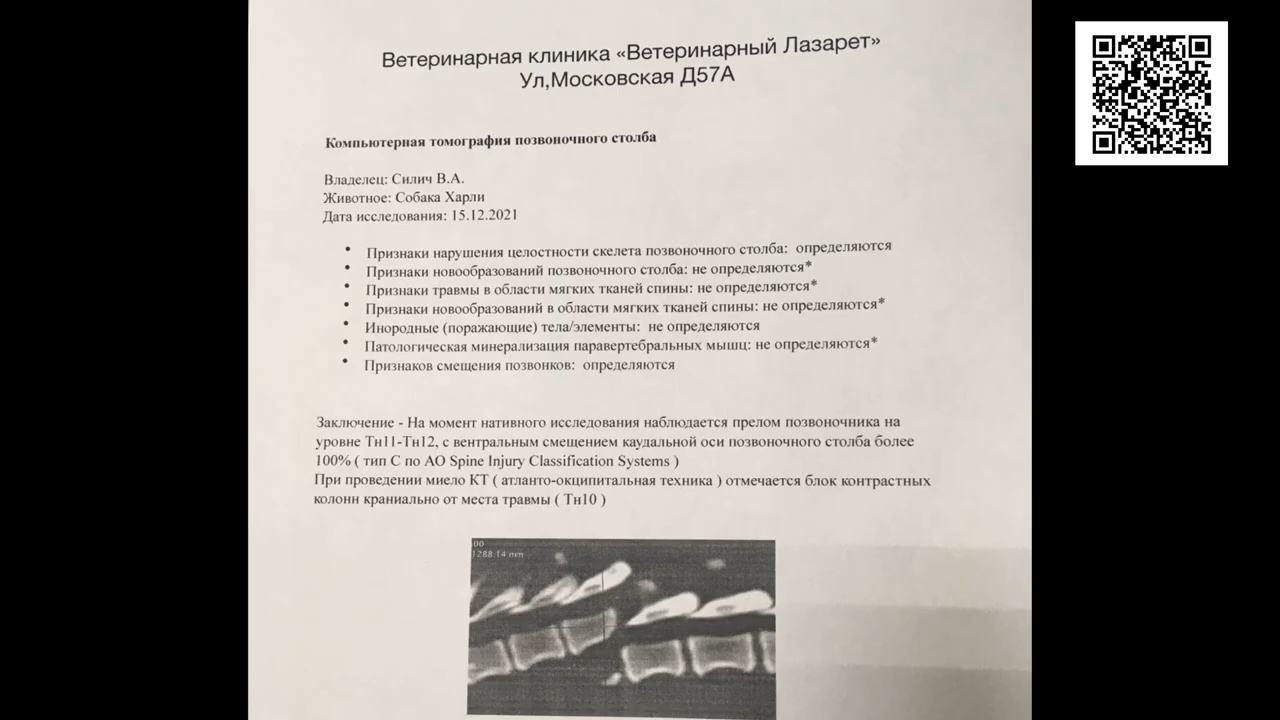 Ветеринарная клиника «Ветеринарный Лазарет»
Ул,Московская Д57А
Компьютерная томография позвоночного столба
Владелец: Силич В.А.
Животное: Собака Харли
Дата исследования: 15.12.2021
• Признаки нарушения целостности скелета позвоночного столба: определяются
• Признаки новообразований позвоночного столба: не определяются*
• Признаки травмы в области мягких тканей спины: не определяются*
• Признаки новообразований в области мягких тканей спины: не определяются*
• Инородные (поражающие) тела/элементы: не определяются
• Патологическая минерализация паравертебральных мышц: не определяются*
• Признаков смещения позвонков: определяются
Заключение - На момент нативного исследования наблюдается прелом позвоночника на
уровне Тн11-Тн12, с вентральным смещением каудальной оси позвоночного столба более
100% ( тип С по AO Spine Injury Classification Systems )
При проведении миело КТ ( атланто-окципитальная техника ) отмечается блок контрастных
колонн краниально от места травмы ( Тн10 )
00
1288.14 mm